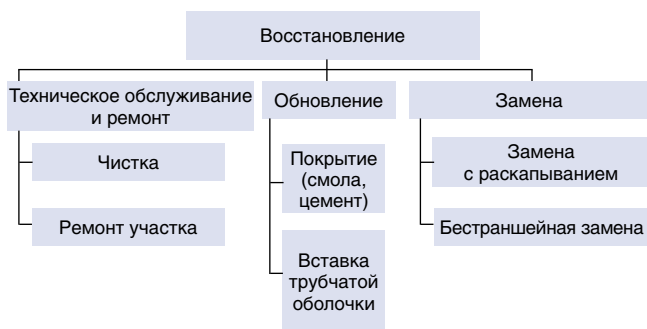 Восстановление
Техническое обслуживание
и ремонт
Чистка
Ремонт участка
Обновление
Покрытие
(смола,
цемент)
Вставка
трубчатой
оболочки
Замена
Замена
с раскапыванием
Бестраншейная замена